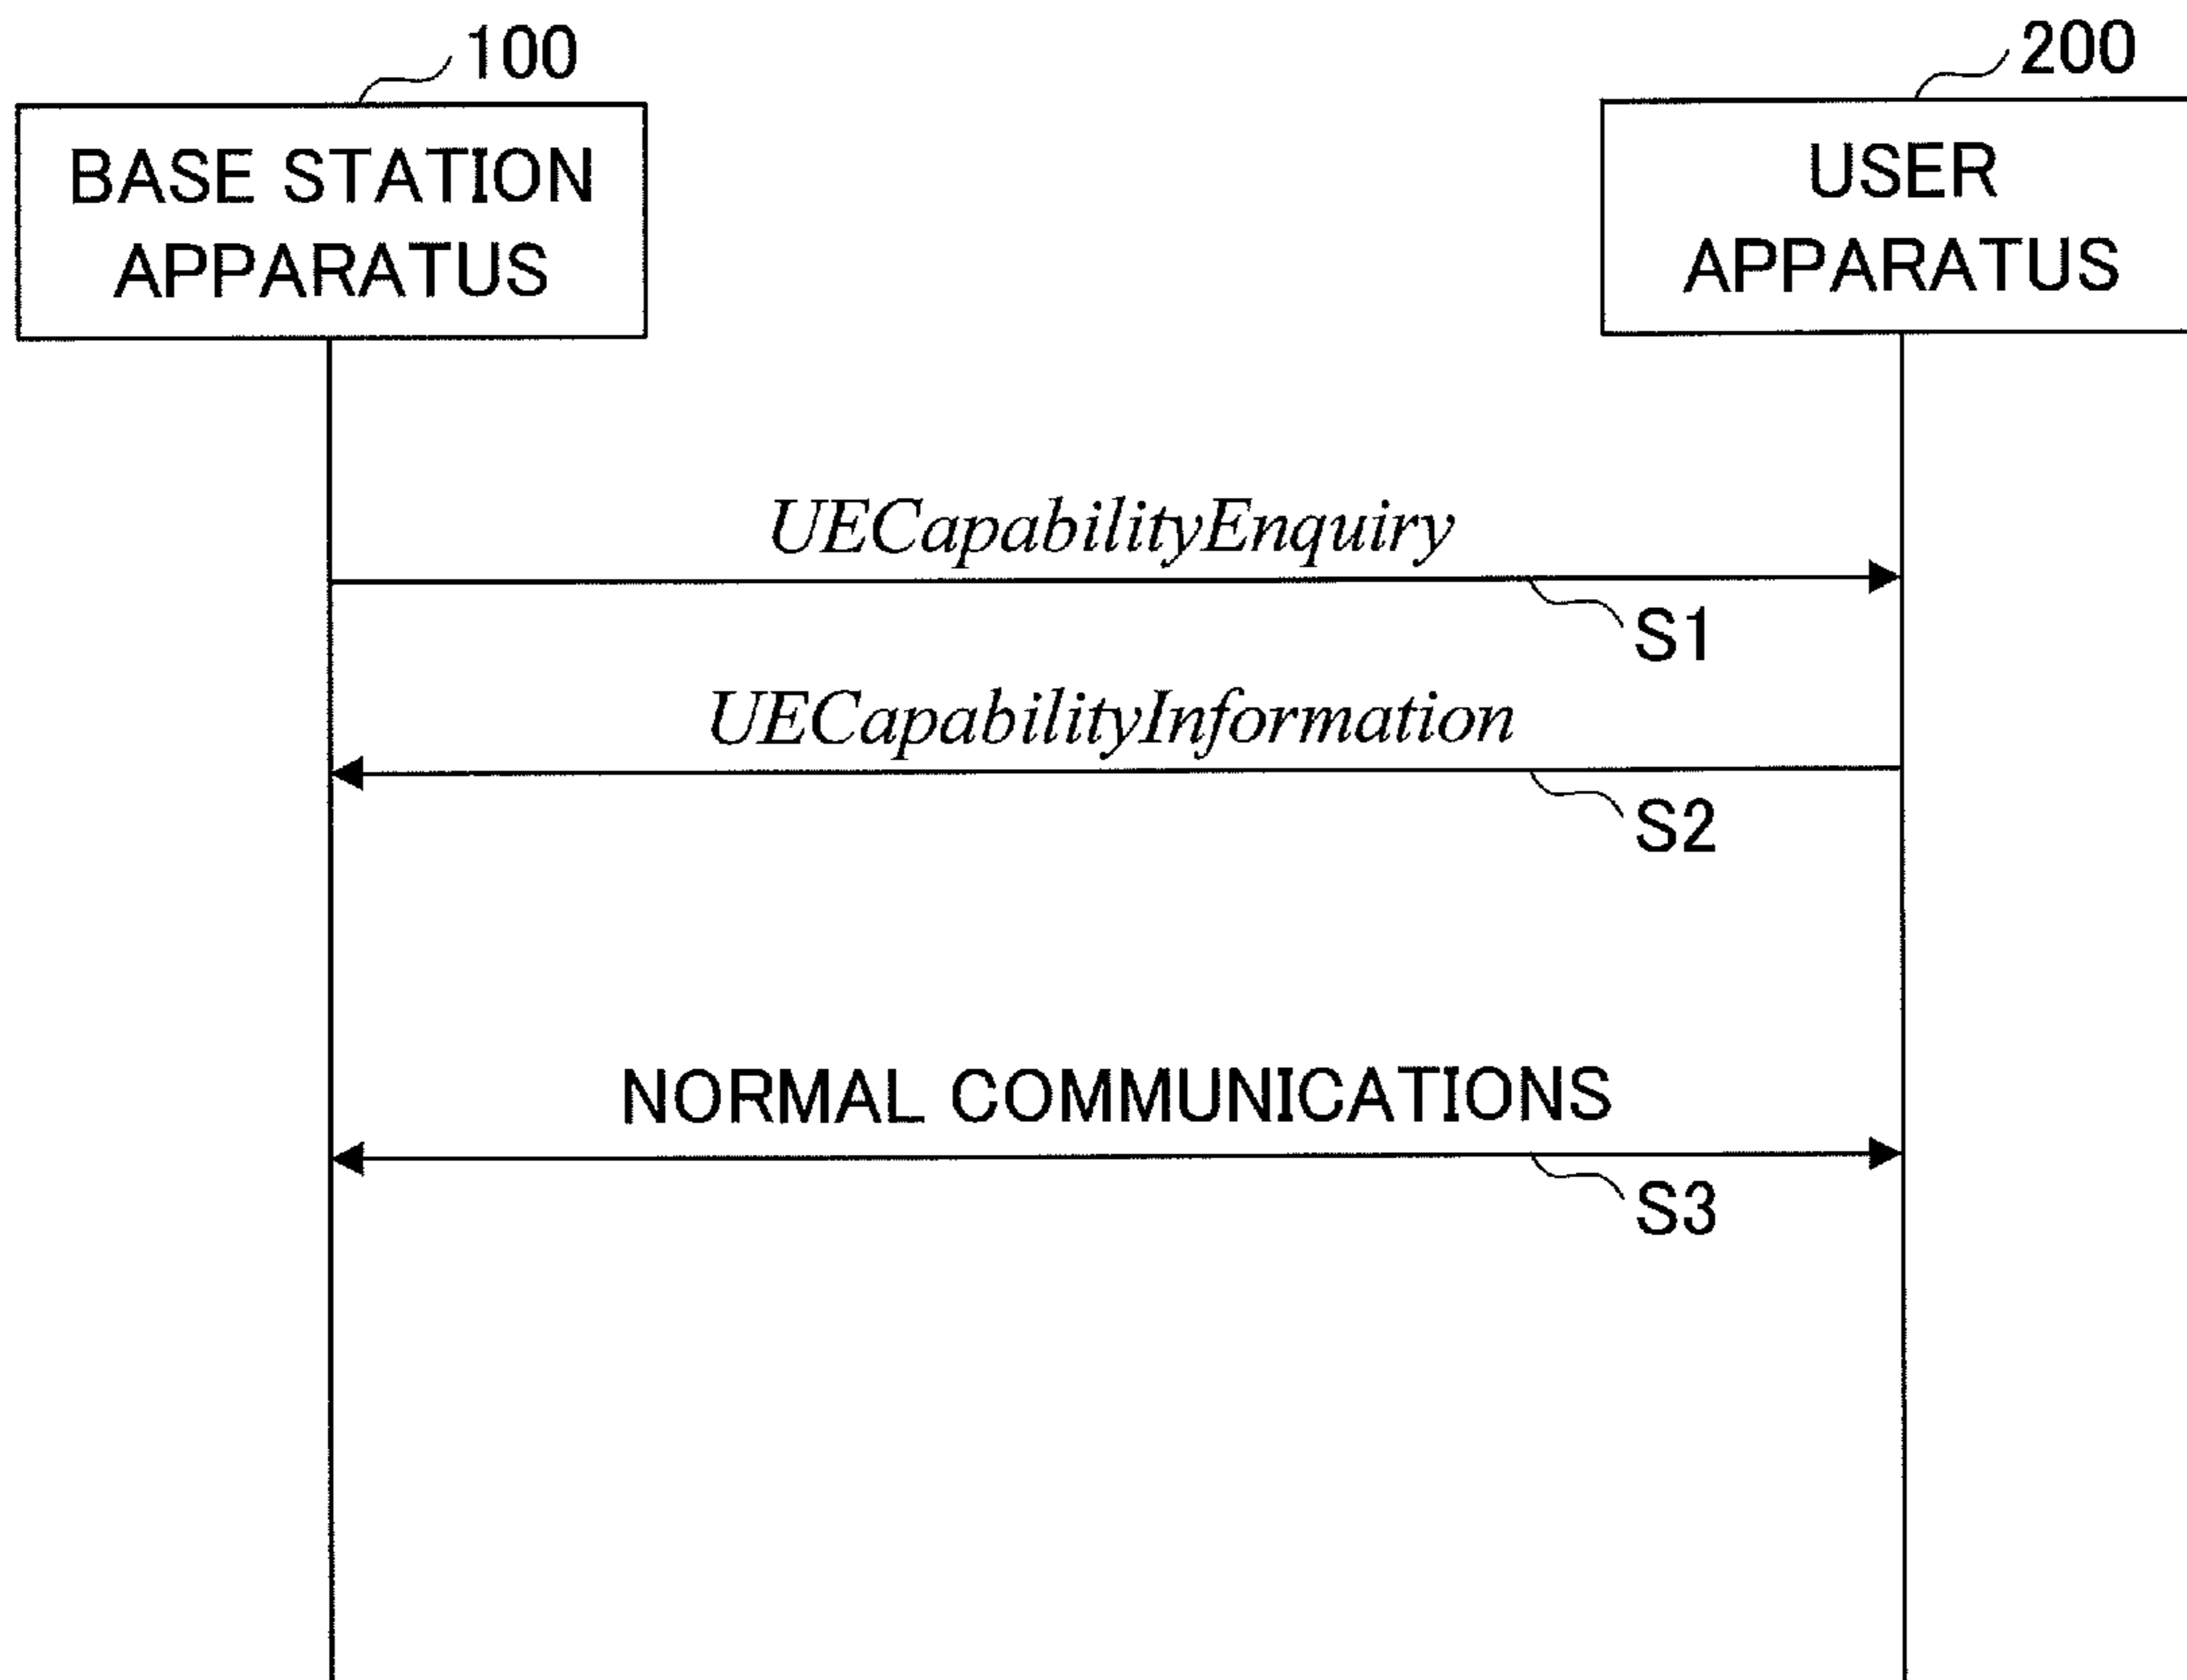 100
200
BASE STATION
APPARATUS
USER
APPARATUS
UECapabilityEnquiry
S1
UECapabilityInformation
S2
NORMAL COMMUNICATIONS
S3